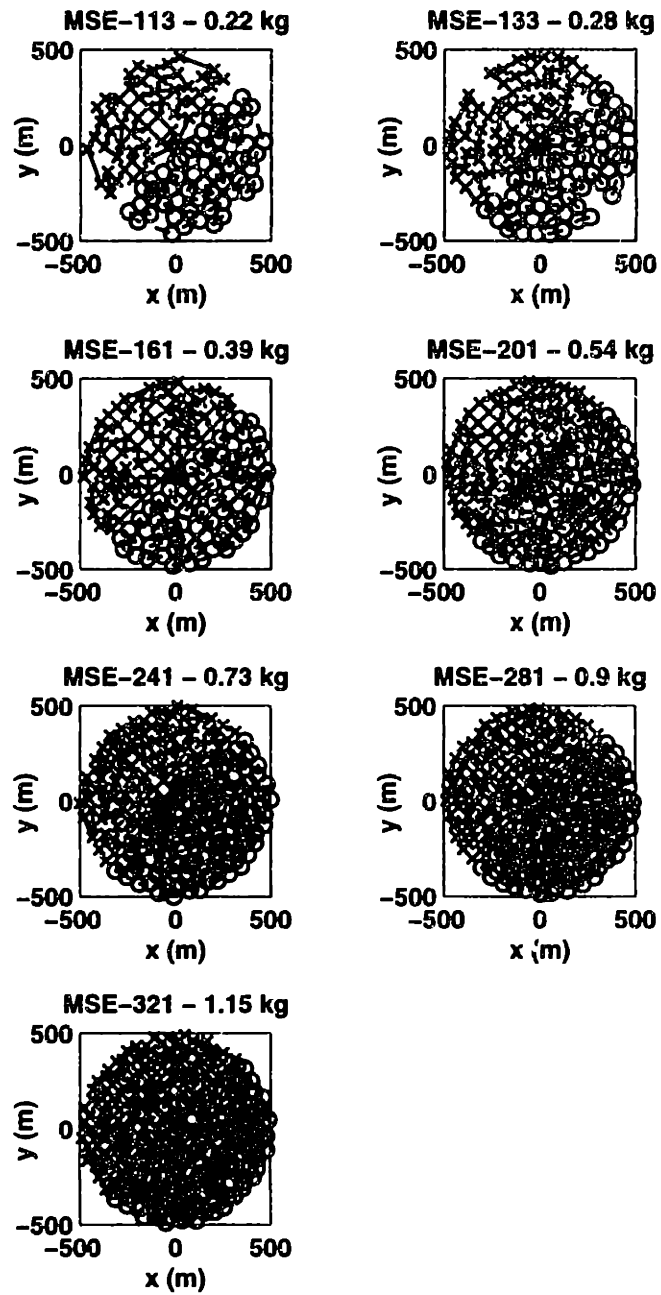 MSE-113 - 0.22 kg
500
0
-500
y (m)
-500 0 500
x (m)
MSE-133 - 0.28 kg
500
0
-500
y (m)
-500 0 500
x (m)
MSE-161 - 0.39 kg
500
0
-500
y (m)
-500 0 500
x (m)
MSE-201 - 0.54 kg
500
0
-500
y (m)
-500 0 500
x (m)
MSE-241 - 0.73 kg
500
0
-500
y (m)
-500 0 500
x (m)
MSE-281 - 0.9 kg
500
0
-500
y (m)
-500 0 500
x (m)
MSE-321 - 1.15 kg
500
0
-500
y (m)
-500 0 500
x (m)